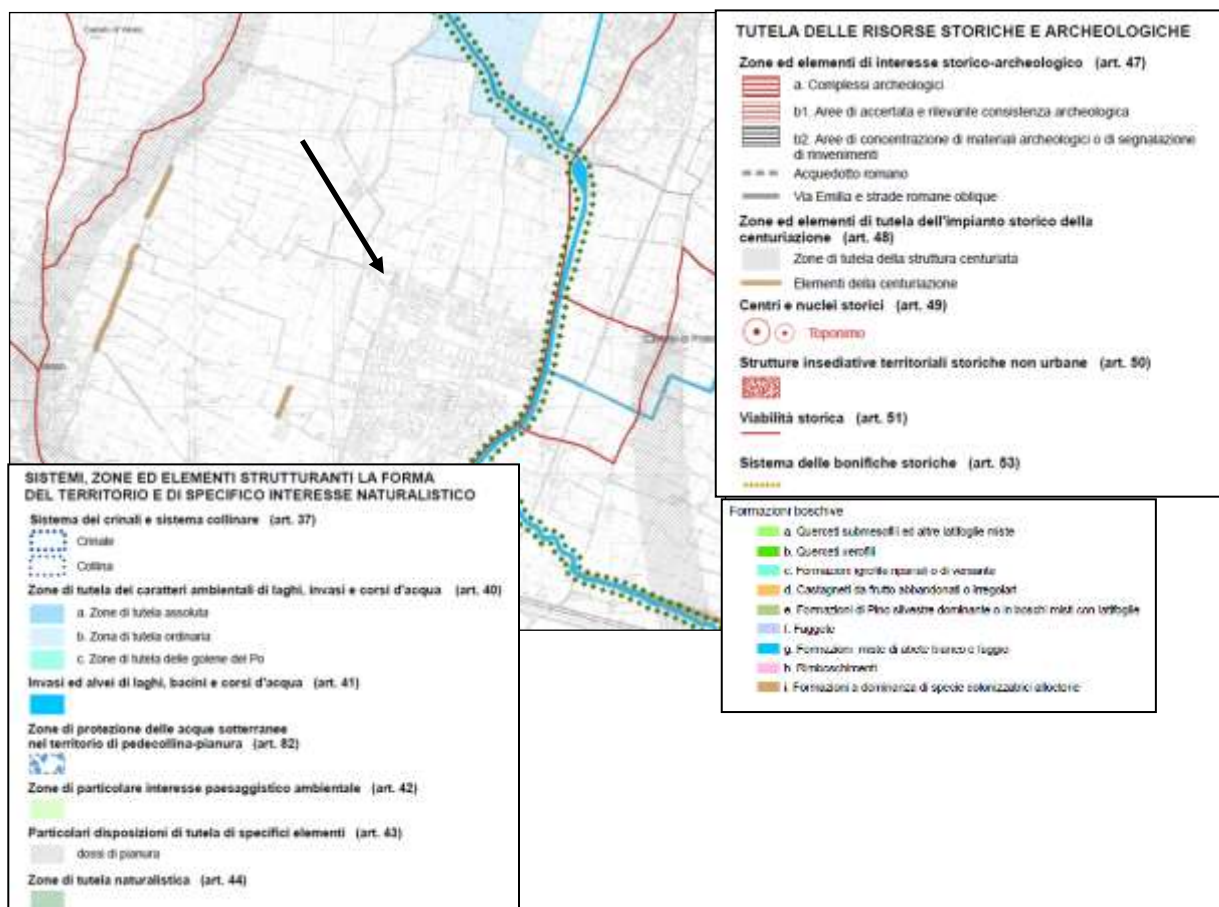 TUTELA DELLE RISORSE STORICHE E ARCHEOLOGICHE
Zone ed elementi di interesse storico-archeologico (art. 47)
a. Complessi archeologici
b1. Aree di accertata e rilevante consistenza archeologica
b2. Aree di concentrazione di materiali archeologici o di segnalazione
di rinvenimenti
Acquedotto romano
Via Emilia e strade romane oblique
Zone ed elementi di tutela dell'impianto storico della
centuriazione (art. 48)
Zone di tutela della struttura centuriata
Elementi della centuriazione
Centri e nuclei storici (art. 49)
Toponimo
Strutture insediative territoriali storiche non urbane (art. 50)
Viabilità storica (art. 51)
Sistema delle bonifiche storiche (art. 53)
SISTEMI, ZONE ED ELEMENTI STRUTTURANTI LA FORMA
DEL TERRITORIO E DI SPECIFICO INTERESSE NATURALISTICO
Sistema dei crinali e sistema collinare (art. 37)
Crinale
Collina
Zone di tutela dei caratteri ambientali di laghi, invasi e corsi d'acqua (art. 40)
a. Zone di tutela assoluta
b. Zona di tutela ordinaria
c. Zone di tutela delle golene del Po
Invasi ed alvei di laghi, bacini e corsi d'acqua (art. 41)
Zone di protezione delle acque sotterranee
nel territorio di pedecollina-pianura (art. 82)
Zone di particolare interesse paesaggistico ambientale (art. 42)
Particolari disposizioni di tutela di specifici elementi (art. 43)
dossi di pianura
Zone di tutela naturalistica (art. 44)
Formazioni boschive
a. Querceti submesofili ed altre latifoglie miste
b. Querceti xerofili
c. Formazioni igrofile ripariali o di versante
d. Castagneti da frutto abbandonati o irregolari
e. Formazioni di Pino silvestre dominante o in boschi misti con latifoglie
f. Faggete
g. Formazioni miste di abete bianco e faggio
h. Rimboschimenti
i. Formazioni a dominanza di specie colonizzatrici alloctone